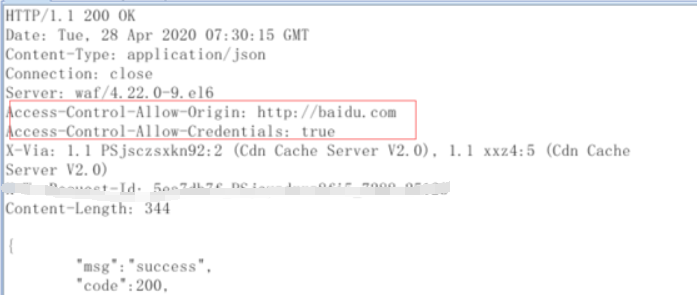 HTTP/1.1 200 OK
Date: Tue, 28 Apr 2020 07:30:15 GMT
Content-Type: application/json
Connection: close
Server: waf/4.22.0-9.el6
Access-Control-Allow-Origin: http://baidu.com
Access-Control-Allow-Credentials: true
X-Via: 1.1 PSjsczsxkn92:2 (Cdn Cache Server V2.0), 1.1 xxz4:5 (Cdn Cache
Server V2.0)
Content-Length: 344
{
"msg":"success",
"code":200,